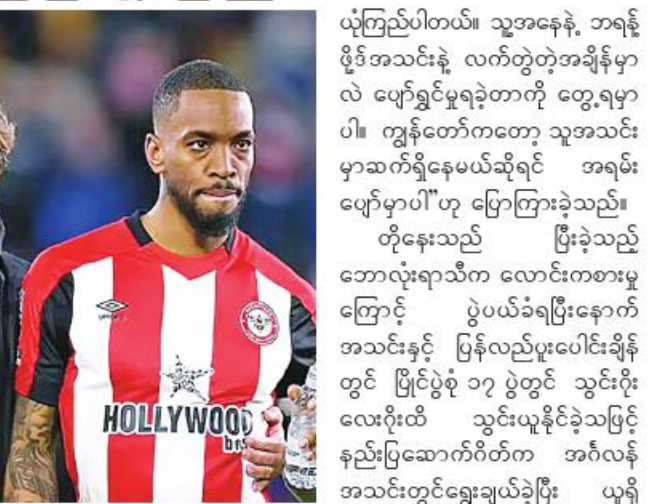 ယုံကြည်ပါတယ်။ သူ့အနေနဲ့ ဘရန့်
ဖို့ဒ်အသင်းနဲ့ လက်တွဲတဲ့အချိန်မှာ
လဲ ပျော်ရွှင်မှုရခဲ့တာကို တွေ့ရမှာ
ပါ။ ကျွန်တော်ကတော့ သူအသင်း
မှာဆက်ရှိနေမယ်ဆိုရင် အရမ်း
ပျော်မှာပါ”ဟု ပြောကြားခဲ့သည်။
တိုနေးသည် ပြီးခဲ့သည့်
ဘောလုံးရာသီက လောင်းကစားမှု
ကြောင့် ပွဲပယ်ခံရပြီးနောက်
အသင်းနှင့် ပြန်လည်ပူးပေါင်းချိန်
တွင် ပြိုင်ပွဲစုံ ၁၇ ပွဲတွင် သွင်းဂိုး
လေးဂိုးထိ သွင်းယူနိုင်ခဲ့သဖြင့်
နည်းပြဆောက်ဂိတ်က အင်္ဂလန်
အသင်းတွင်ရွေးချယ်ခဲ့ပြီး ယူရို
HOLLYWOOD